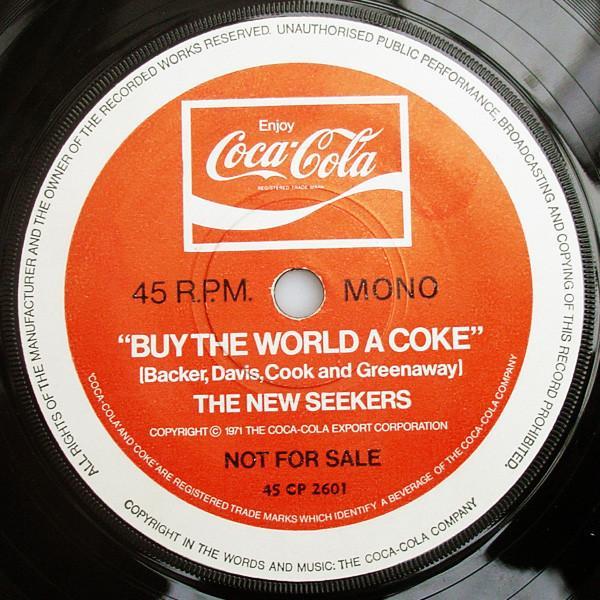 ALL RIGHTS OF THE MANUFACTURER AND THE OWNER OF THE RECORDED WORKS RESERVED. UNAUTHORISED PUBLIC PERFORMANCE, BROADCASTING AND COPYING OF THIS RECORD PROHIBITED.
Enjoy
Coca-Cola
REGISTERED TRADE MARK
45 R.P.M. MONO
“BUY THE WORLD A COKE”
[Backer, Davis, Cook and Greenaway]
THE NEW SEEKERS
COPYRIGHT © 1971 THE COCA-COLA EXPORT CORPORATION
NOT FOR SALE
45 CP 2601
'COCA-COLA' AND 'COKE' ARE REGISTERED TRADE MARKS WHICH IDENTIFY A BEVERAGE OF THE COCA-COLA COMPANY
COPYRIGHT IN THE WORDS AND MUSIC: THE COCA-COLA COMPANY